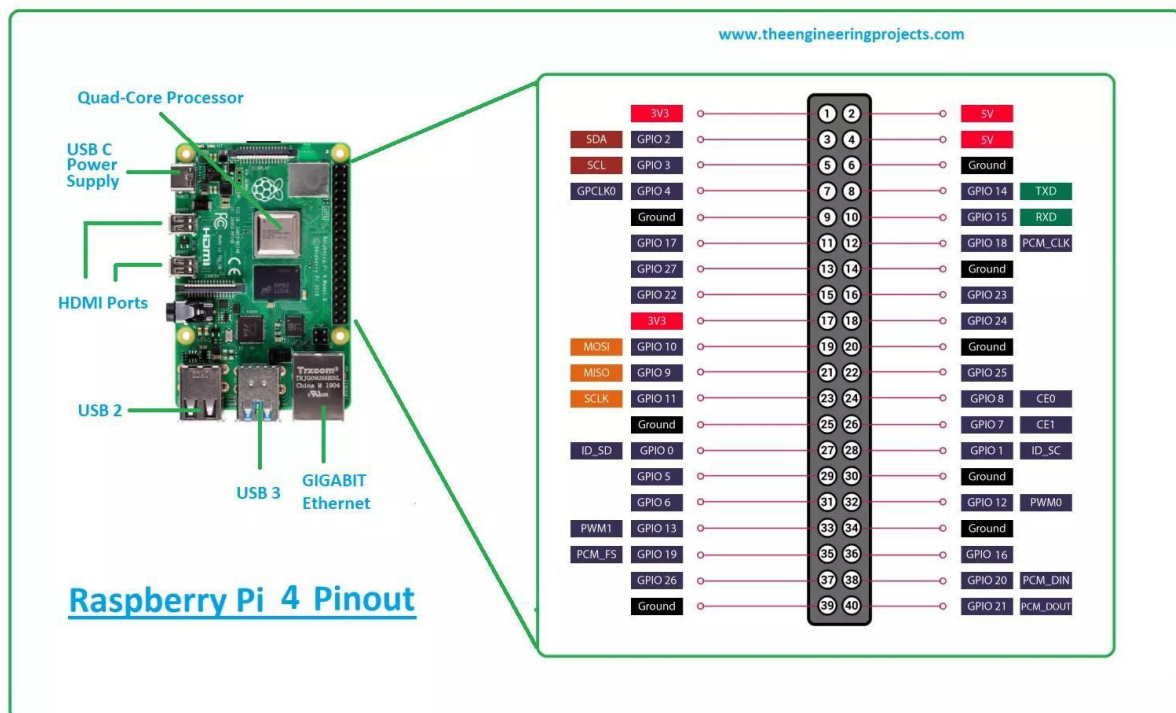 www.theengineeringprojects.com
Quad-Core Processor
USB C
Power
Supply
HDMI Ports
USB 2
USB 3
GIGABIT
Ethernet
HDMI
Trxcom®
China M 1904
Raspberry Pi 4 Pinout
3V3 1 2 5V
SDA GPIO 2 3 4 5V
SCL GPIO 3 5 6 Ground
GPCLK0 GPIO 4 7 8 GPIO 14 TXD
Ground 9 10 GPIO 15 RXD
GPIO 17 11 12 GPIO 18 PCM_CLK
GPIO 27 13 14 Ground
GPIO 22 15 16 GPIO 23
3V3 17 18 GPIO 24
MOSI GPIO 10 19 20 Ground
MISO GPIO 9 21 22 GPIO 25
SCLK GPIO 11 23 24 GPIO 8 CE0
Ground 25 26 GPIO 7 CE1
ID_SD GPIO 0 27 28 GPIO 1 ID_SC
GPIO 5 29 30 Ground
GPIO 6 31 32 GPIO 12 PWM0
PWM1 GPIO 13 33 34 Ground
PCM_FS GPIO 19 35 36 GPIO 16
GPIO 26 37 38 GPIO 20 PCM_DIN
Ground 39 40 GPIO 21 PCM_DOUT